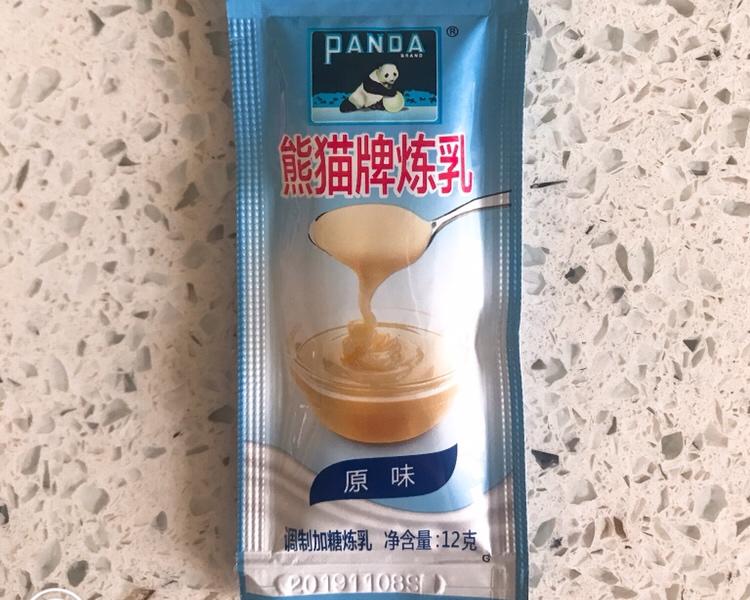 PANDA ®
BRAND
熊猫牌炼乳
原味
调制加糖炼乳 净含量:12克
G
20191108S